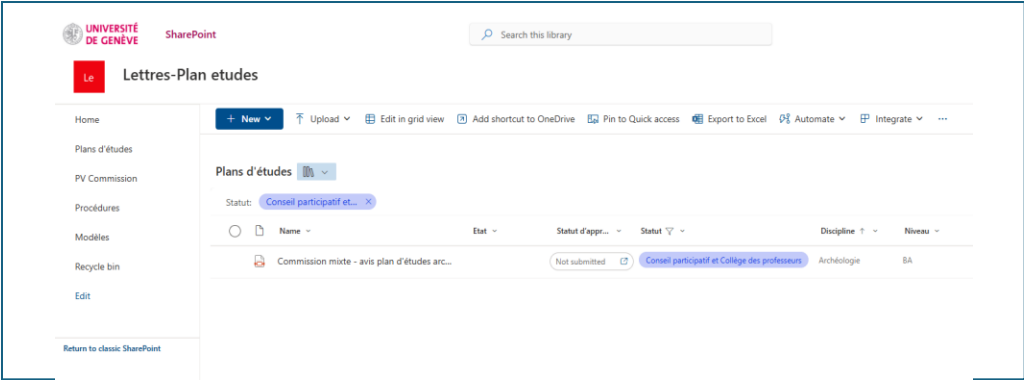 UNIVERSITÉ
DE GENÈVE
SharePoint
Search this library
Le
Lettres-Plan etudes
Home
Plans d'études
PV Commission
Procédures
Modèles
Recycle bin
Edit
Return to classic SharePoint
+ New
Upload
Edit in grid view
Add shortcut to OneDrive
Pin to Quick access
Export to Excel
Automate
Integrate
...
Plans d'études
Statut: Conseil participatif et... ×
Name Etat Statut d'appr... Statut Discipline ↑ Niveau
Commission mixte - avis plan d'études arc... Not submitted Conseil participatif et Collège des professeurs Archéologie BA